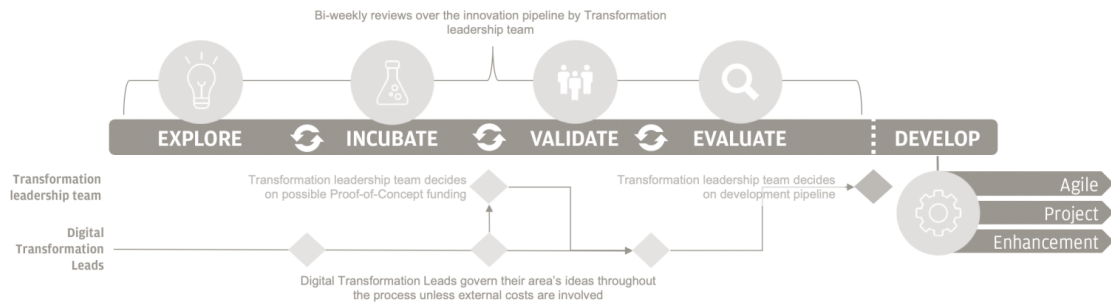 Bi-weekly reviews over the innovation pipeline by Transformation
leadership team
EXPLORE
INCUBATE
VALIDATE
EVALUATE
DEVELOP
Transformation
leadership team
Transformation leadership team decides
on possible Proof-of-Concept funding
Transformation leadership team decides
on development pipeline
Agile
Project
Enhancement
Digital
Transformation
Leads
Digital Transformation Leads govern their area's ideas throughout
the process unless external costs are involved